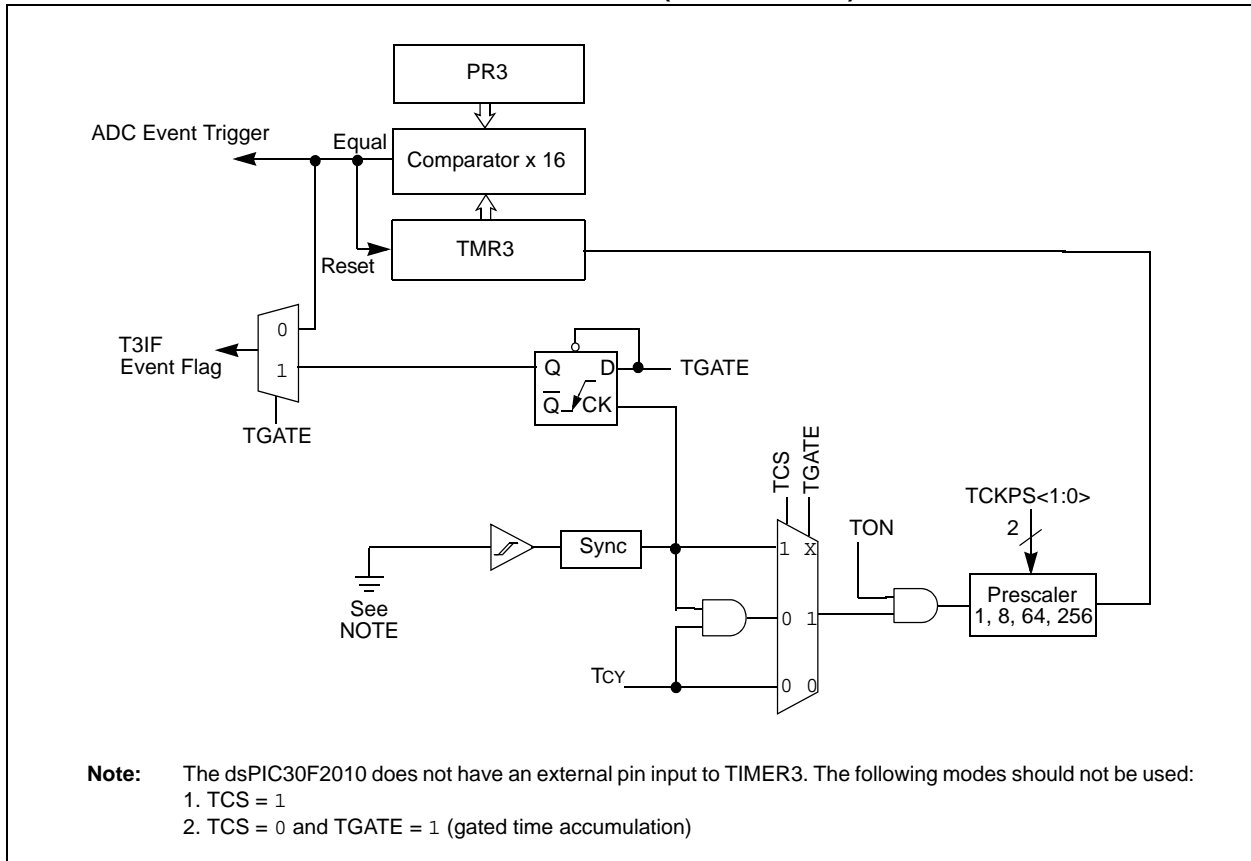 PR3
ADC Event Trigger
Equal
Comparator x 16
TMR3
Reset
0
T3IF
Event Flag
1
Q D
TGATE
Q CK
TGATE
TCS
TGATE
TCKPS<1:0>
2
TON
Sync
1 X
See
NOTE
0 1
Prescaler
1, 8, 64, 256
TCY
0 0
Note: The dsPIC30F2010 does not have an external pin input to TIMER3. The following modes should not be used:
1. TCS = 1
2. TCS = 0 and TGATE = 1 (gated time accumulation)